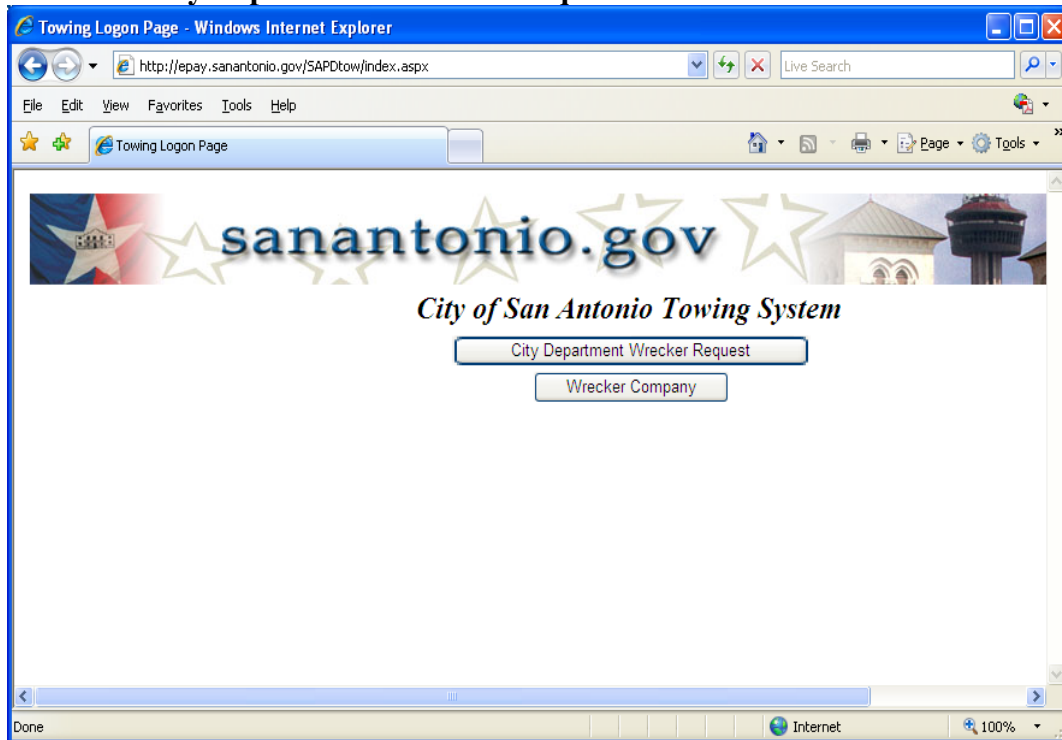 Towing Logon Page - Windows Internet Explorer
http://epay.sanantonio.gov/SAPDtow/index.aspx
Live Search
File Edit View Favorites Tools Help
Towing Logon Page
Page Tools
sanantonio.gov
City of San Antonio Towing System
City Department Wrecker Request
Wrecker Company
Done
Internet
100%